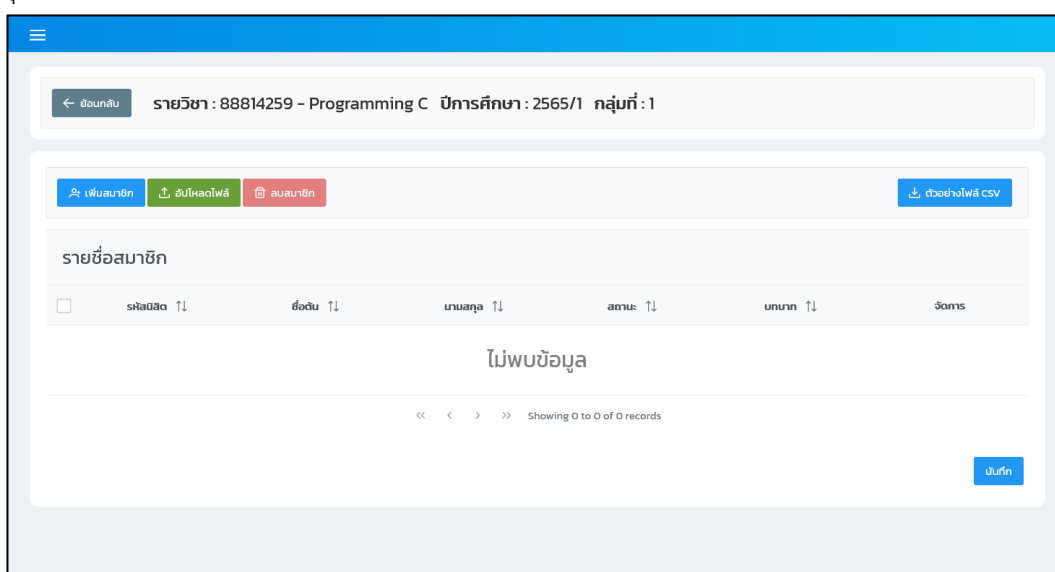 ย้อนกลับ รายวิชา : 88814259 - Programming C ปีการศึกษา : 2565/1 กลุ่มที่ : 1
เพิ่มสมาชิก อัปโหลดไฟล์ ลบสมาชิก ตัวอย่างไฟล์ CSV
รายชื่อสมาชิก
รหัสนิสิต ชื่อต้น นามสกุล สถานะ บทบาท จัดการ
ไม่พบข้อมูล
Showing 0 to 0 of 0 records
บันทึก